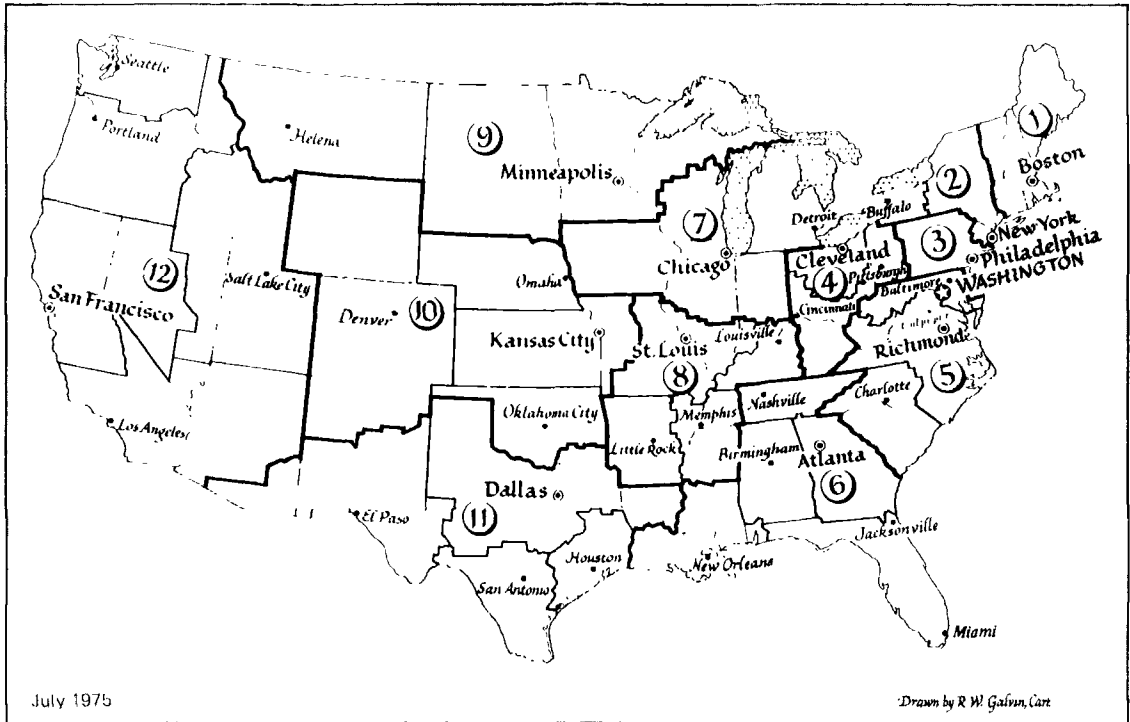 Seattle
Portland
Helena
9
Minneapolis
1
Boston
2
Detroit
Buffalo
7
3
New York
Philadelphia
Cleveland
Chicago
4
Pittsburgh
WASHINGTON
Baltimore
Cincinnati
12
Salt Lake City
Omaha
San Francisco
Denver
10
Kansas City
St. Louis
Louisville
Richmond
8
5
Nashville
Charlotte
Memphis
Oklahoma City
Los Angeles
Little Rock
Birmingham
Atlanta
6
Dallas
11
El Paso
Jacksonville
Houston
New Orleans
San Antonio
Miami
July 1975
Drawn by R. W. Galvin, Cart.